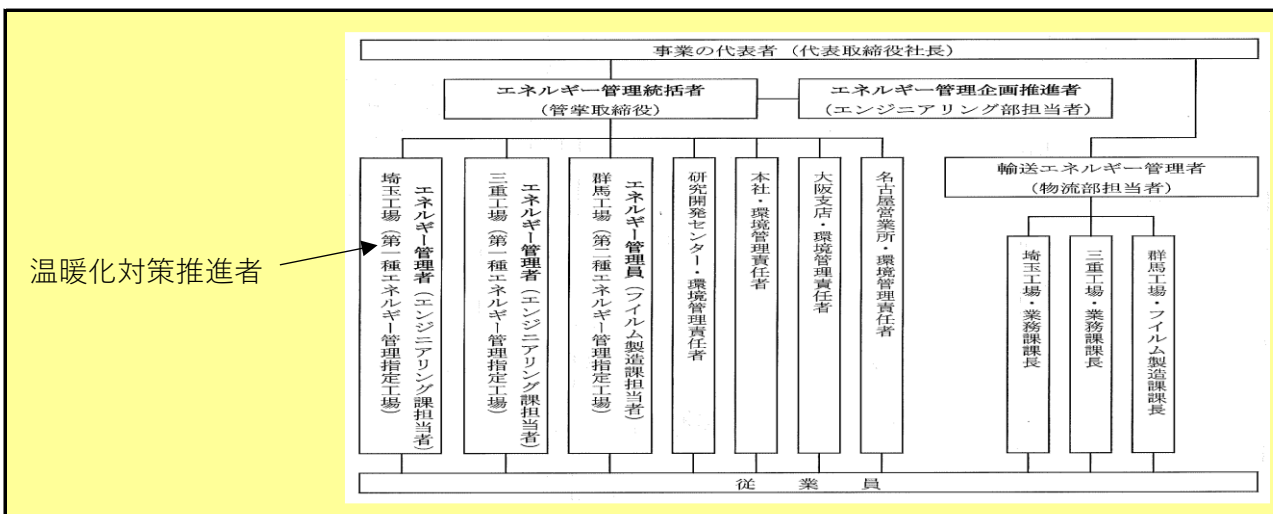 事業の代表者（代表取締役社長）
エネルギー管理統括者
（管掌取締役）
エネルギー管理企画推進者
（エンジニアリング部担当者）
エネルギー管理者（エンジニアリング課担当者）
埼玉工場（第一種エネルギー管理指定工場）
エネルギー管理者（エンジニアリング課担当者）
三重工場（第一種エネルギー管理指定工場）
エネルギー管理員（フイルム製造課担当者）
群馬工場（第二種エネルギー管理指定工場）
研究開発センター・環境管理責任者
本社・環境管理責任者
大阪支店・環境管理責任者
名古屋営業所・環境管理責任者
輸送エネルギー管理者
（物流部担当者）
埼玉工場・業務課課長
三重工場・業務課課長
群馬工場・フイルム製造課課長
温暖化対策推進者
従業員